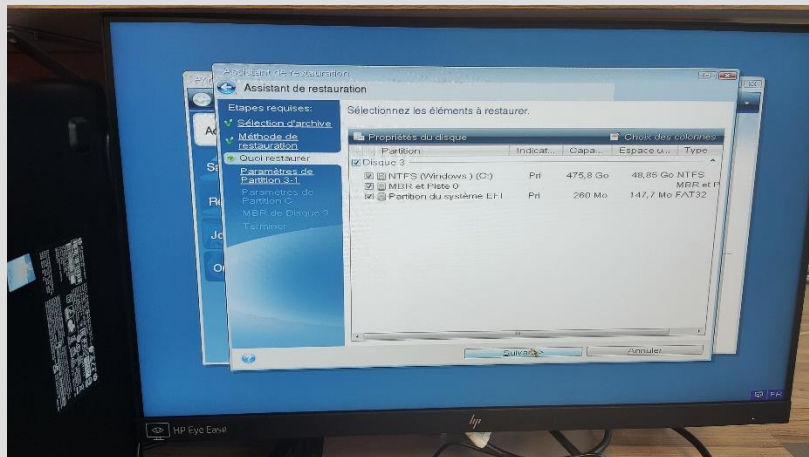 Assistant de restauration
Assistant de restauration
Etapes requises:
Sélection d'archive
Méthode de
restauration
Quoi restaurer
Paramètres de
Partition 3-1
Paramètres de
Partition C
MBR de Disque 3
Terminer
Sélectionnez les éléments à restaurer.
Propriétés du disque Choix des colonnes
Partition Indicat... Capa... Espace u... Type
Disque 3
NTFS (Windows ) (C:) Pri 475,8 Go 48,85 Go NTFS
MBR et Piste 0 MBR et P
Partition du système EFI Pri 260 Mo 147,7 Mo FAT32
Suivant >
Annuler
FR
HP Eye Ease
hp